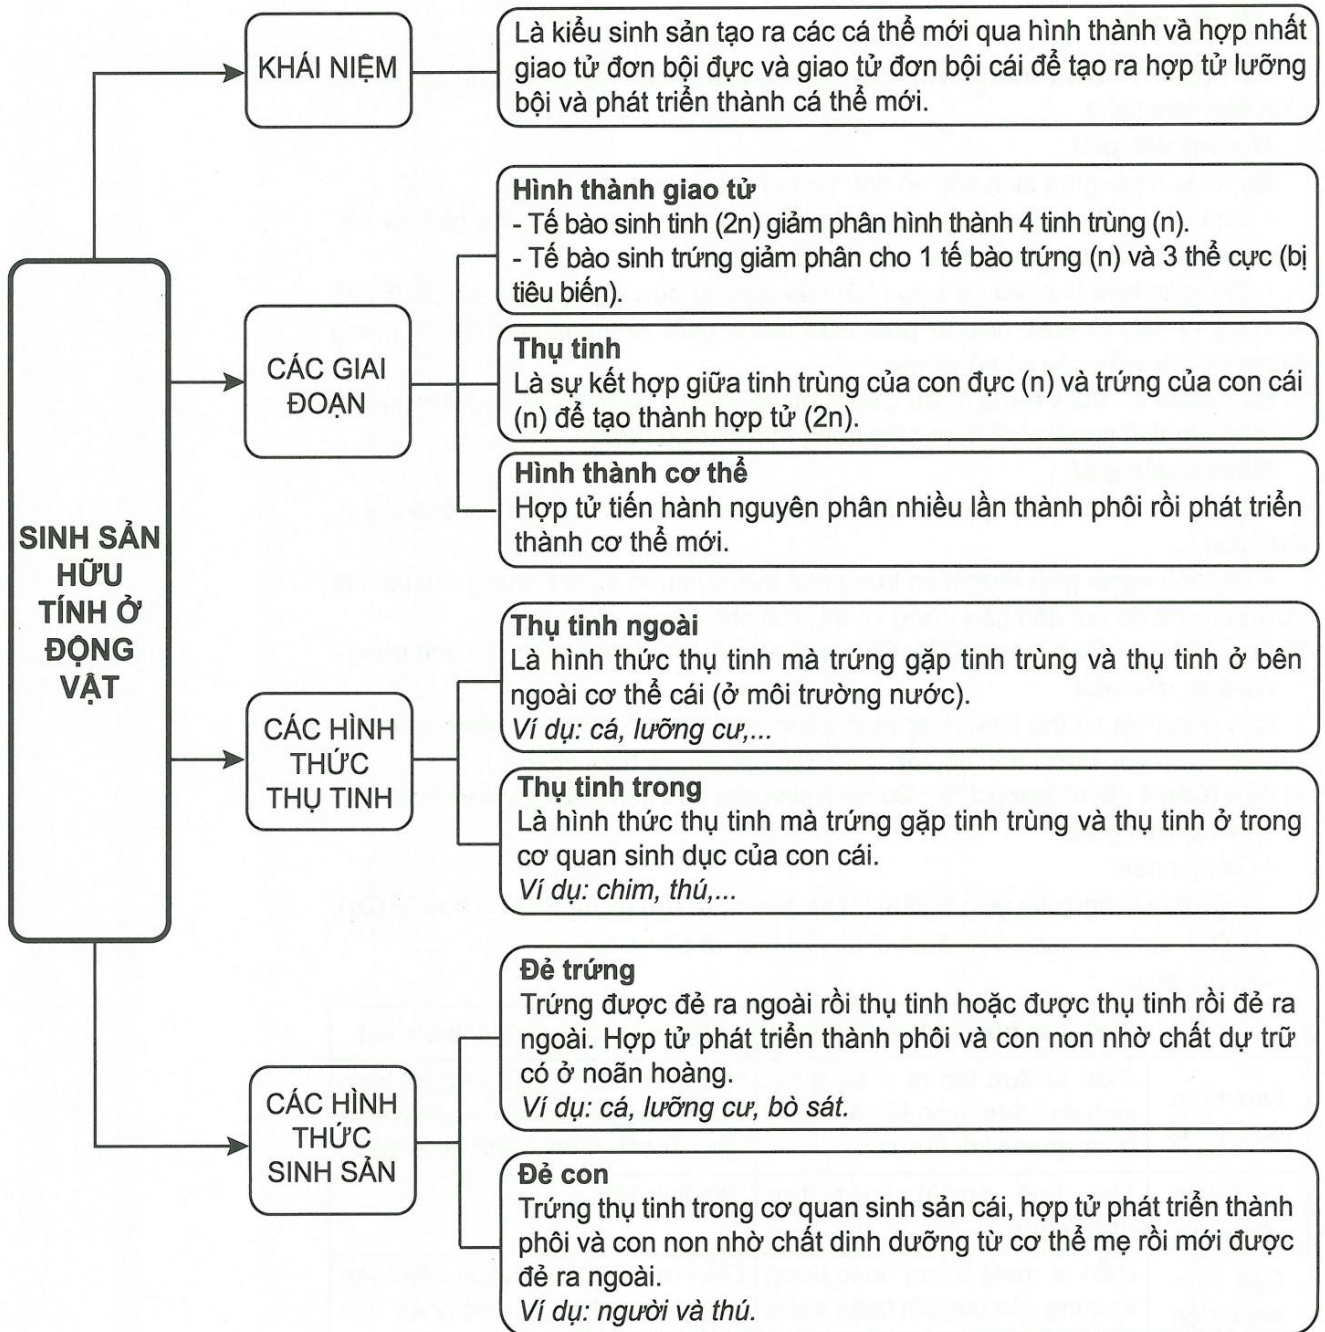 SINH SẢN
HỮU
TÍNH Ở
ĐỘNG
VẬT
KHÁI NIỆM
Là kiểu sinh sản tạo ra các cá thể mới qua hình thành và hợp nhất
giao tử đơn bội đực và giao tử đơn bội cái để tạo ra hợp tử lưỡng
bội và phát triển thành cá thể mới.
CÁC GIAI
ĐOẠN
Hình thành giao tử
- Tế bào sinh tinh (2n) giảm phân hình thành 4 tinh trùng (n).
- Tế bào sinh trứng giảm phân cho 1 tế bào trứng (n) và 3 thể cực (bị
tiêu biến).
Thụ tinh
Là sự kết hợp giữa tinh trùng của con đực (n) và trứng của con cái
(n) để tạo thành hợp tử (2n).
Hình thành cơ thể
Hợp tử tiến hành nguyên phân nhiều lần thành phôi rồi phát triển
thành cơ thể mới.
CÁC HÌNH
THỨC
THỤ TINH
Thụ tinh ngoài
Là hình thức thụ tinh mà trứng gặp tinh trùng và thụ tinh ở bên
ngoài cơ thể cái (ở môi trường nước).
Ví dụ: cá, lưỡng cư,...
Thụ tinh trong
Là hình thức thụ tinh mà trứng gặp tinh trùng và thụ tinh ở trong
cơ quan sinh dục của con cái.
Ví dụ: chim, thú,...
CÁC HÌNH
THỨC
SINH SẢN
Đẻ trứng
Trứng được đẻ ra ngoài rồi thụ tinh hoặc được thụ tinh rồi đẻ ra
ngoài. Hợp tử phát triển thành phôi và con non nhờ chất dự trữ
có ở noãn hoàng.
Ví dụ: cá, lưỡng cư, bò sát.
Đẻ con
Trứng thụ tinh trong cơ quan sinh sản cái, hợp tử phát triển thành
phôi và con non nhờ chất dinh dưỡng từ cơ thể mẹ rồi mới được
đẻ ra ngoài.
Ví dụ: người và thú.